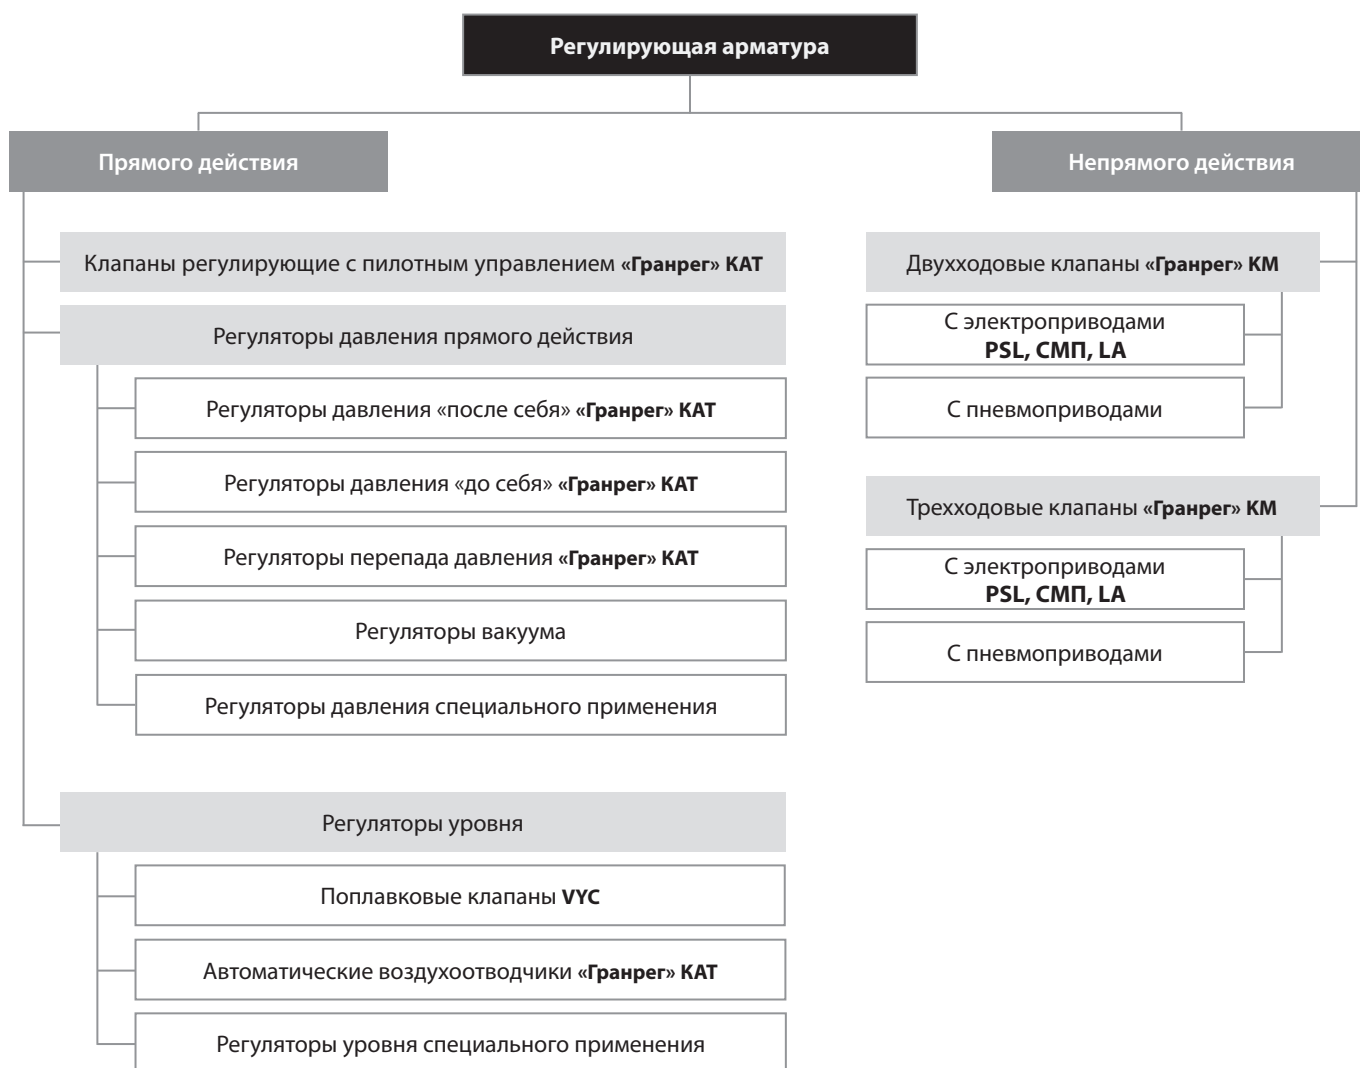 Регулирующая арматура
Прямого действия
Непрямого действия
Клапаны регулирующие с пилотным управлением «Гранрег» КАТ
Регуляторы давления прямого действия
Регуляторы давления «после себя» «Гранрег» КАТ
Регуляторы давления «до себя» «Гранрег» КАТ
Регуляторы перепада давления «Гранрег» КАТ
Регуляторы вакуума
Регуляторы давления специального применения
Регуляторы уровня
Поплавковые клапаны VYC
Автоматические воздухоотводчики «Гранрег» КАТ
Регуляторы уровня специального применения
Двухходовые клапаны «Гранрег» КМ
С электроприводами
PSL, СМП, LA
С пневмоприводами
Трехходовые клапаны «Гранрег» КМ
С электроприводами
PSL, СМП, LA
С пневмоприводами